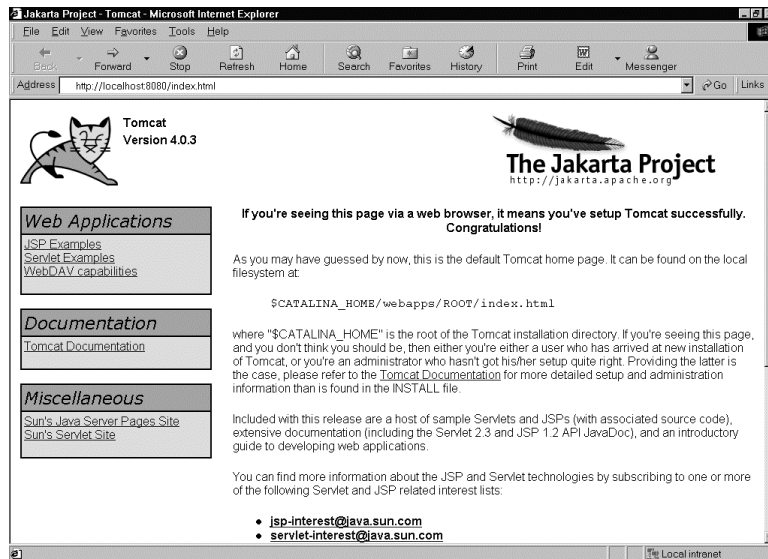 Jakarta Project - Tomcat - Microsoft Internet Explorer
File Edit View Favorites Tools Help
Back Forward Stop Refresh Home Search Favorites History Print Edit Messenger
Address http://localhost:8080/index.html Go Links
Tomcat
Version 4.0.3
The Jakarta Project
http://jakarta.apache.org
Web Applications
JSP Examples
Servlet Examples
WebDAV capabilities
Documentation
Tomcat Documentation
Miscellaneous
Sun's Java Server Pages Site
Sun's Servlet Site
If you're seeing this page via a web browser, it means you've setup Tomcat successfully.
Congratulations!
As you may have guessed by now, this is the default Tomcat home page. It can be found on the local
filesystem at:
$CATALINA_HOME/webapps/ROOT/index.html
where "$CATALINA_HOME" is the root of the Tomcat installation directory. If you're seeing this page,
and you don't think you should be, then either you're either a user who has arrived at new installation
of Tomcat, or you're an administrator who hasn't got his/her setup quite right. Providing the latter is
the case, please refer to the Tomcat Documentation for more detailed setup and administration
information than is found in the INSTALL file.
Included with this release are a host of sample Servlets and JSPs (with associated source code),
extensive documentation (including the Servlet 2.3 and JSP 1.2 API JavaDoc), and an introductory
guide to developing web applications.
You can find more information about the JSP and Servlet technologies by subscribing to one or more
of the following Servlet and JSP related interest lists:
jsp-interest@java.sun.com
servlet-interest@java.sun.com
Local intranet